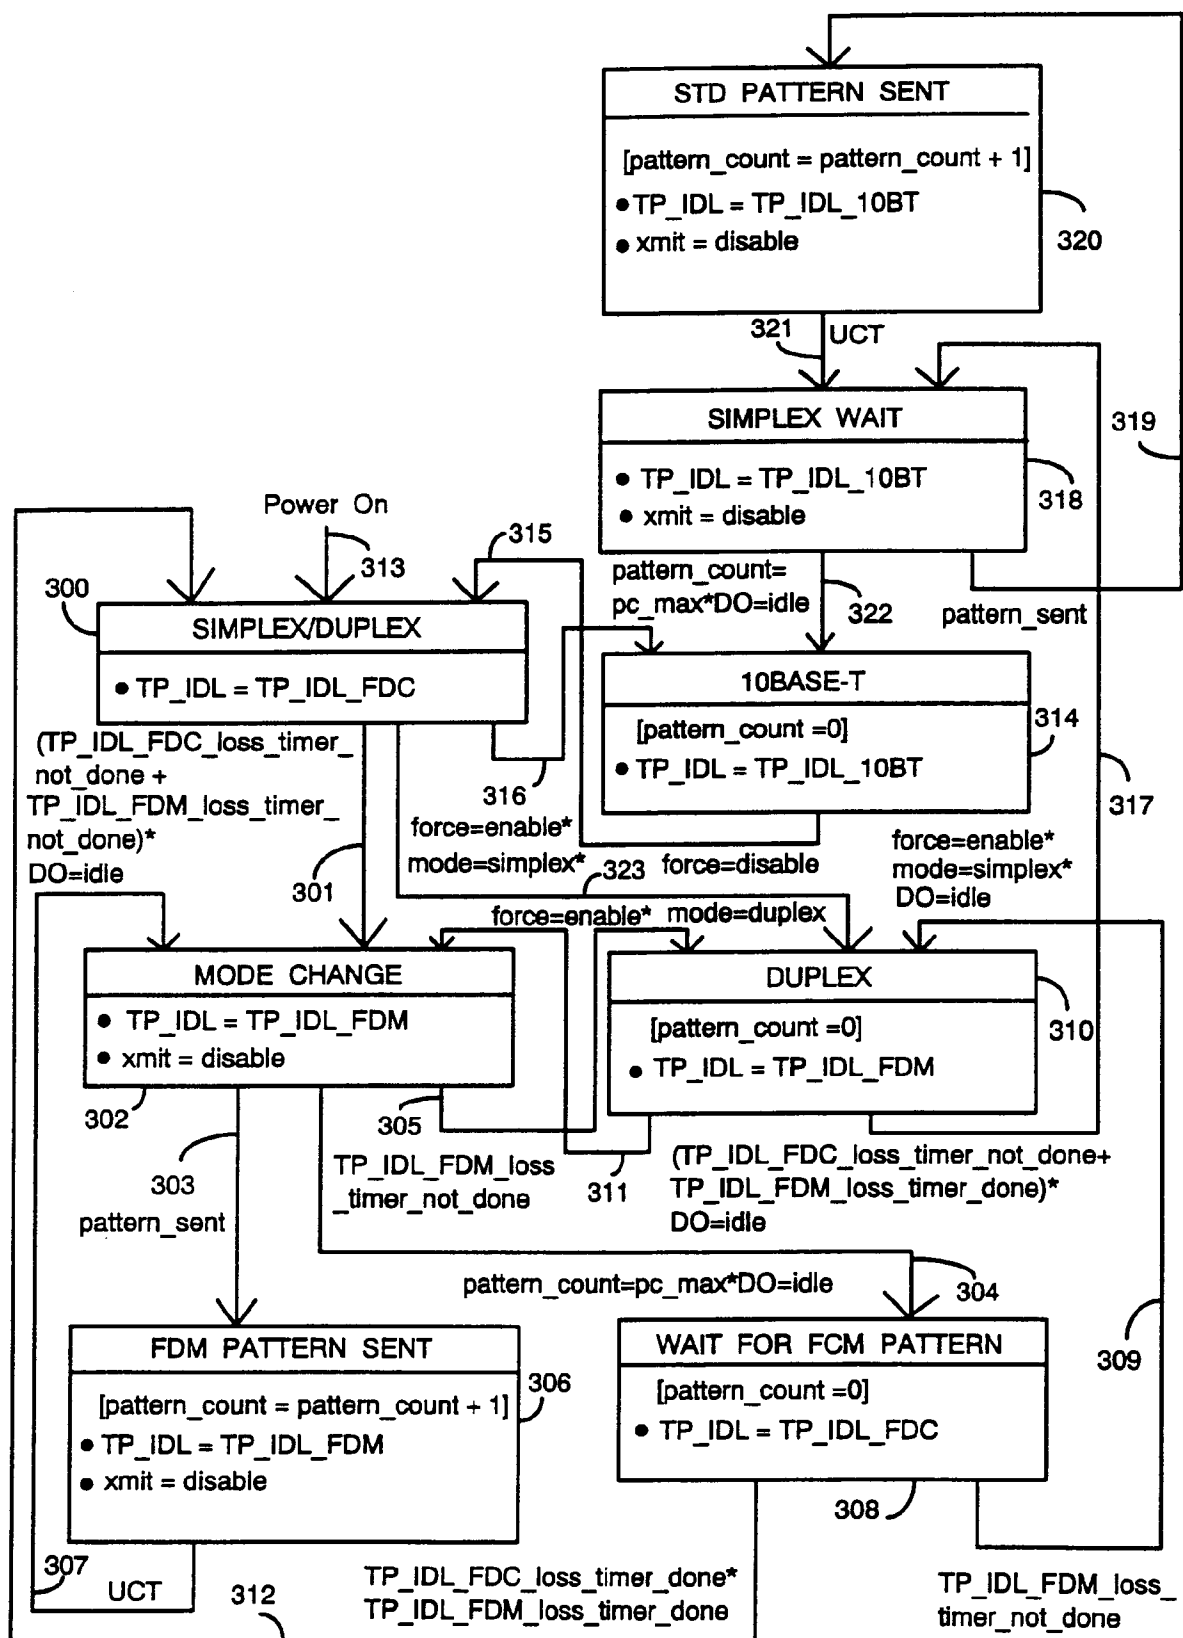 STD PATTERN SENT
[pattern_count = pattern_count + 1]
● TP_IDL = TP_IDL_10BT
● xmit = disable
320
321
UCT
SIMPLEX WAIT
● TP_IDL = TP_IDL_10BT
● xmit = disable
318
319
Power On
313
315
pattern_count=
pc_max*DO=idle
322
pattern_sent
300
SIMPLEX/DUPLEX
● TP_IDL = TP_IDL_FDC
10BASE-T
[pattern_count =0]
● TP_IDL = TP_IDL_10BT
314
(TP_IDL_FDC_loss_timer_
not_done +
TP_IDL_FDM_loss_timer_
not_done)*
DO=idle
301
316
317
force=enable*
mode=simplex*
force=disable
323
force=enable*
mode=simplex*
DO=idle
force=enable* mode=duplex
MODE CHANGE
● TP_IDL = TP_IDL_FDM
● xmit = disable
302
DUPLEX
[pattern_count =0]
● TP_IDL = TP_IDL_FDM
310
303
pattern_sent
305
TP_IDL_FDM_loss
_timer_not_done
311
(TP_IDL_FDC_loss_timer_not_done+
TP_IDL_FDM_loss_timer_done)*
DO=idle
pattern_count=pc_max*DO=idle
304
309
FDM PATTERN SENT
[pattern_count = pattern_count + 1]
● TP_IDL = TP_IDL_FDM
● xmit = disable
306
WAIT FOR FCM PATTERN
[pattern_count =0]
● TP_IDL = TP_IDL_FDC
308
307
UCT
312
TP_IDL_FDC_loss_timer_done*
TP_IDL_FDM_loss_timer_done
TP_IDL_FDM_loss_
timer_not_done